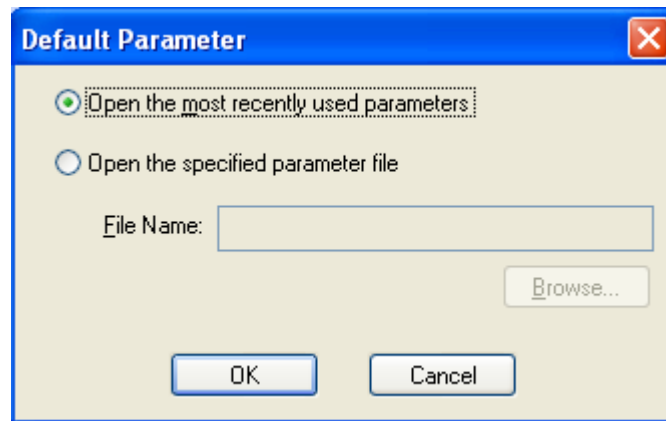 Default Parameter
Open the most recently used parameters
Open the specified parameter file
File Name:
Browse...
OK Cancel